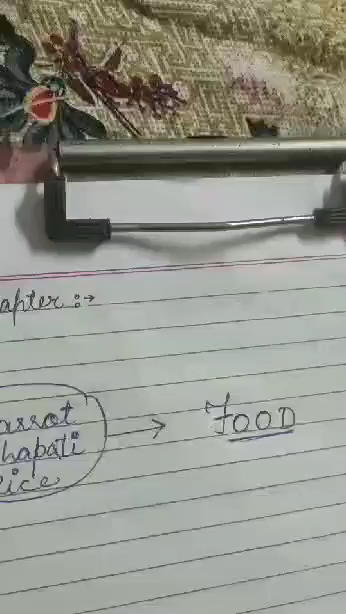 apter :→
arrot → FOOD
hapati
ice